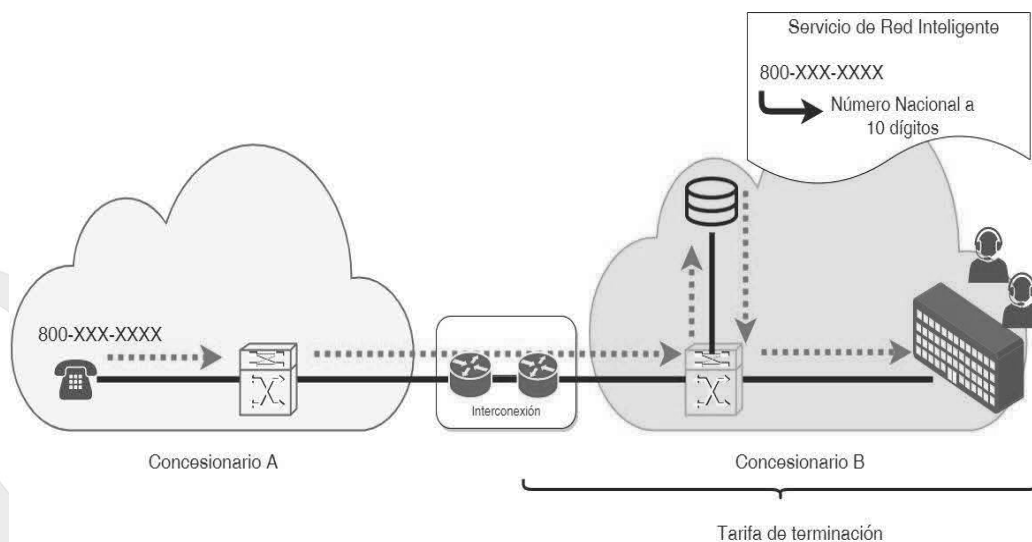 Servicio de Red Inteligente
800-XXX-XXXX
Número Nacional a
10 dígitos
800-XXX-XXXX
Interconexión
Concesionario A
Concesionario B
Tarifa de terminación